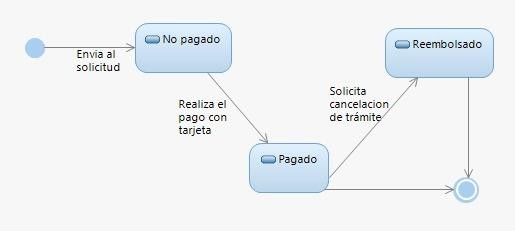 No pagado
Envia al
solicitud
Reembolsado
Realiza el
pago con
tarjeta
Solicita
cancelacion
de trámite
Pagado